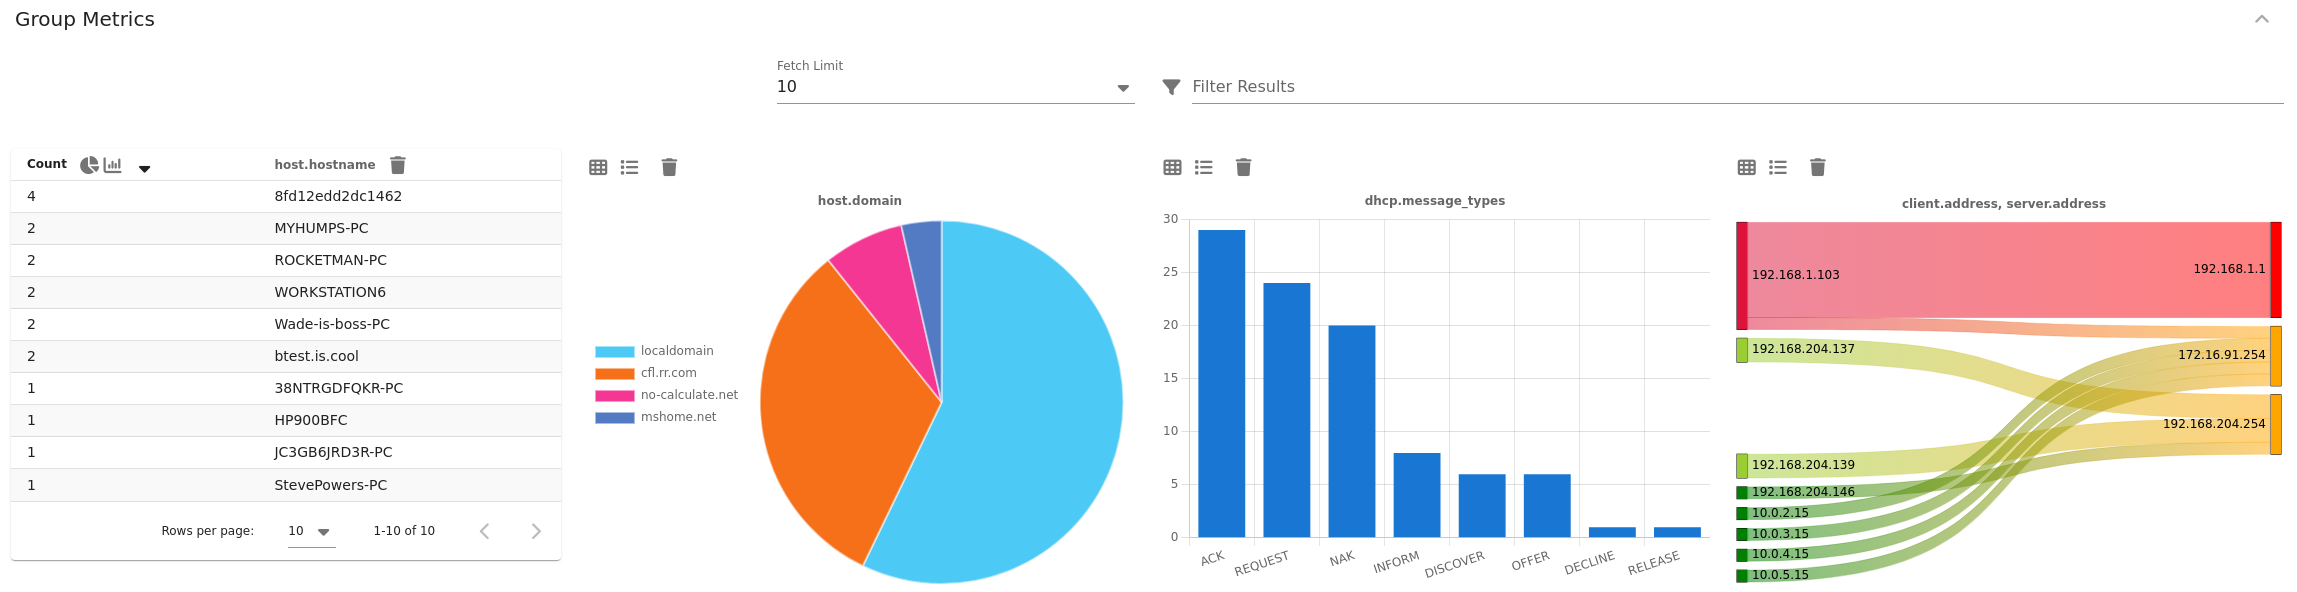 Group Metrics
Fetch Limit
10
Filter Results
Count host.hostname
4 8fd12edd2dc1462
2 MYHUMPS-PC
2 ROCKETMAN-PC
2 WORKSTATION6
2 Wade-is-boss-PC
2 btest.is.cool
1 38NTRGDFQKR-PC
1 HP900BFC
1 JC3GB6JRD3R-PC
1 StevePowers-PC
Rows per page: 10 1-10 of 10
host.domain
localdomain
cfl.rr.com
no-calculate.net
mshome.net
dhcp.message_types
30
25
20
15
10
5
0
ACK REQUEST NAK INFORM DISCOVER OFFER DECLINE RELEASE
client.address, server.address
192.168.1.103
192.168.1.1
192.168.204.137
172.16.91.254
192.168.204.254
192.168.204.139
192.168.204.146
10.0.2.15
10.0.3.15
10.0.4.15
10.0.5.15